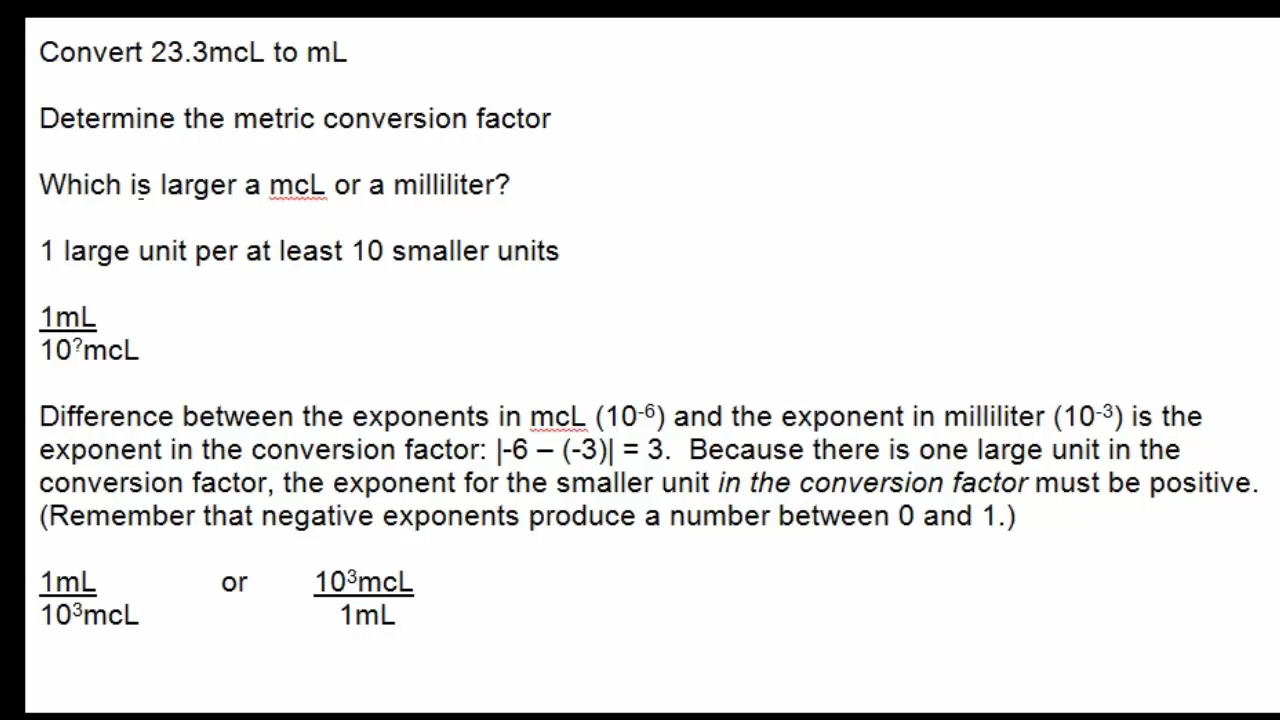 Convert 23.3mcL to mL
Determine the metric conversion factor
Which is larger a mcL or a milliliter?
1 large unit per at least 10 smaller units
1mL
10?mcL
Difference between the exponents in mcL (10-6) and the exponent in milliliter (10-3) is the
exponent in the conversion factor: |-6 – (-3)| = 3.  Because there is one large unit in the
conversion factor, the exponent for the smaller unit in the conversion factor must be positive.
(Remember that negative exponents produce a number between 0 and 1.)
1mL or 10³mcL
10³mcL 1mL